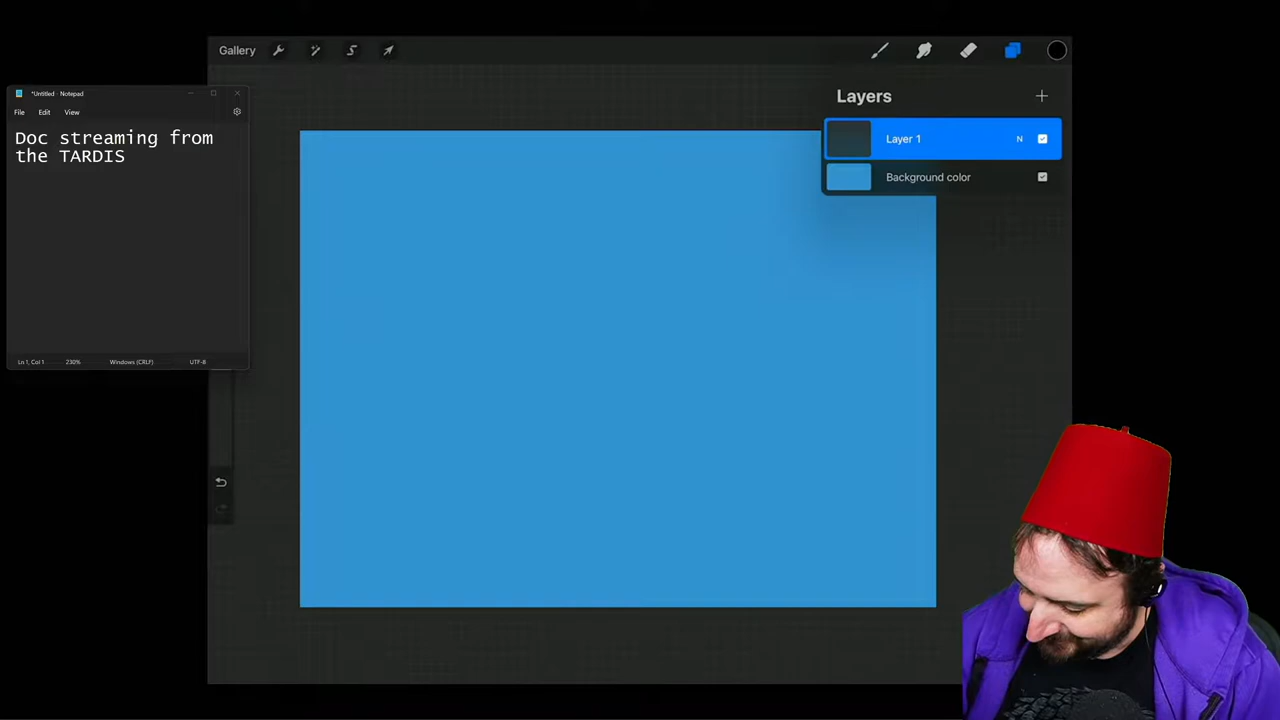 Gallery
Layers
Layer 1
N
Background color
*Untitled - Notepad
File Edit View
Doc streaming from
the TARDIS
Ln 1, Col 1 230% Windows (CRLF) UTF-8